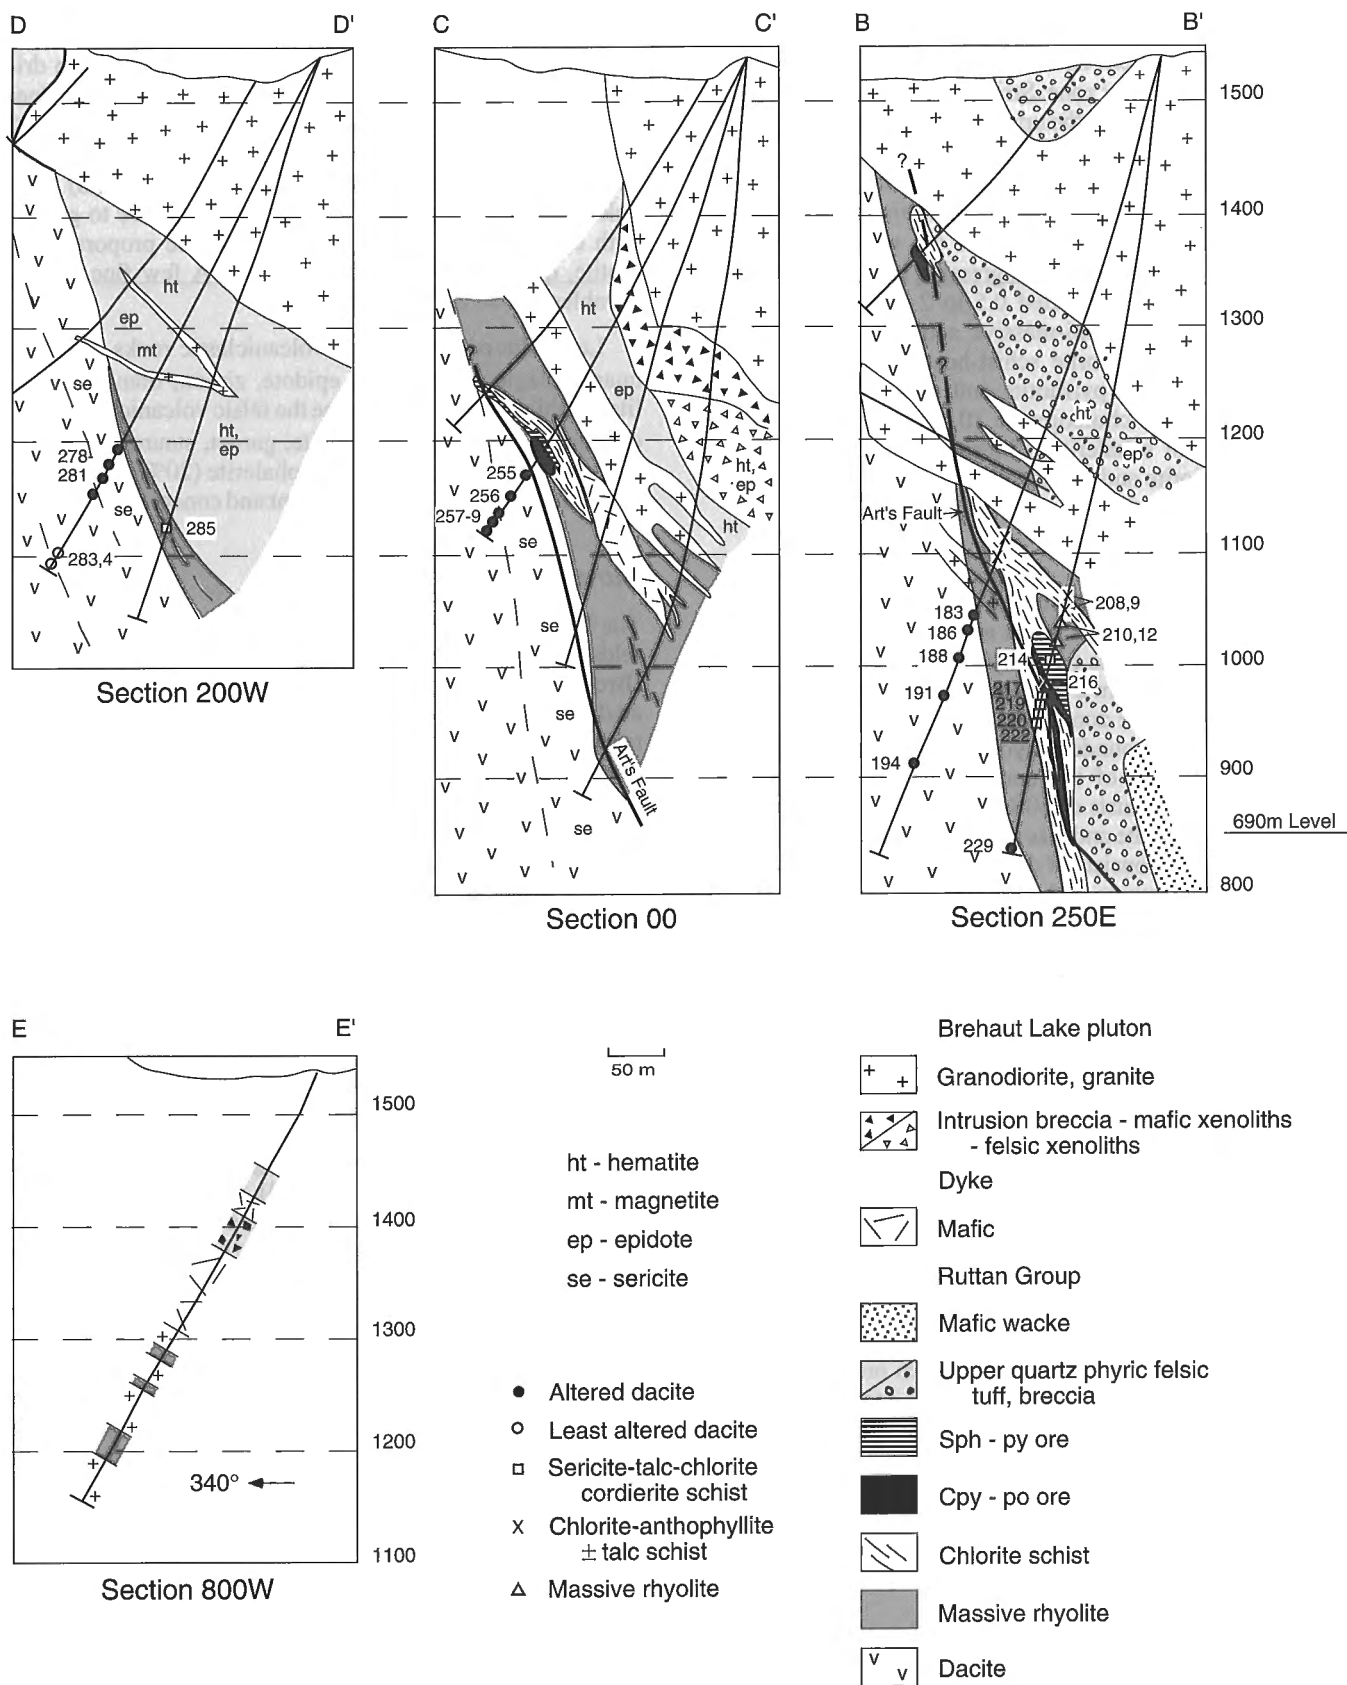 D D'
C C'
B B'
1500
1400
1300
1200
1100
1000
900
690m Level
800
ht
ep
mt
se
ht,
ep
278-
281
se
285
283,4
Section 200W
ht
ep
?
ht,
ep
ht
255
256
257-9
se
se
se
se
Art's Fault
Section 00
?
?
ht
ep
Art's Fault
183
186
188
191
194
208,9
210,12
214
216
217
219
220
222
229
Section 250E
E E'
1500
1400
1300
1200
1100
340°
Section 800W
50 m
ht - hematite
mt - magnetite
ep - epidote
se - sericite
Altered dacite
Least altered dacite
Sericite-talc-chlorite
cordierite schist
Chlorite-anthophyllite
± talc schist
Massive rhyolite
Brehaut Lake pluton
Granodiorite, granite
Intrusion breccia - mafic xenoliths
- felsic xenoliths
Dyke
Mafic
Ruttan Group
Mafic wacke
Upper quartz phyric felsic
tuff, breccia
Sph - py ore
Cpy - po ore
Chlorite schist
Massive rhyolite
Dacite